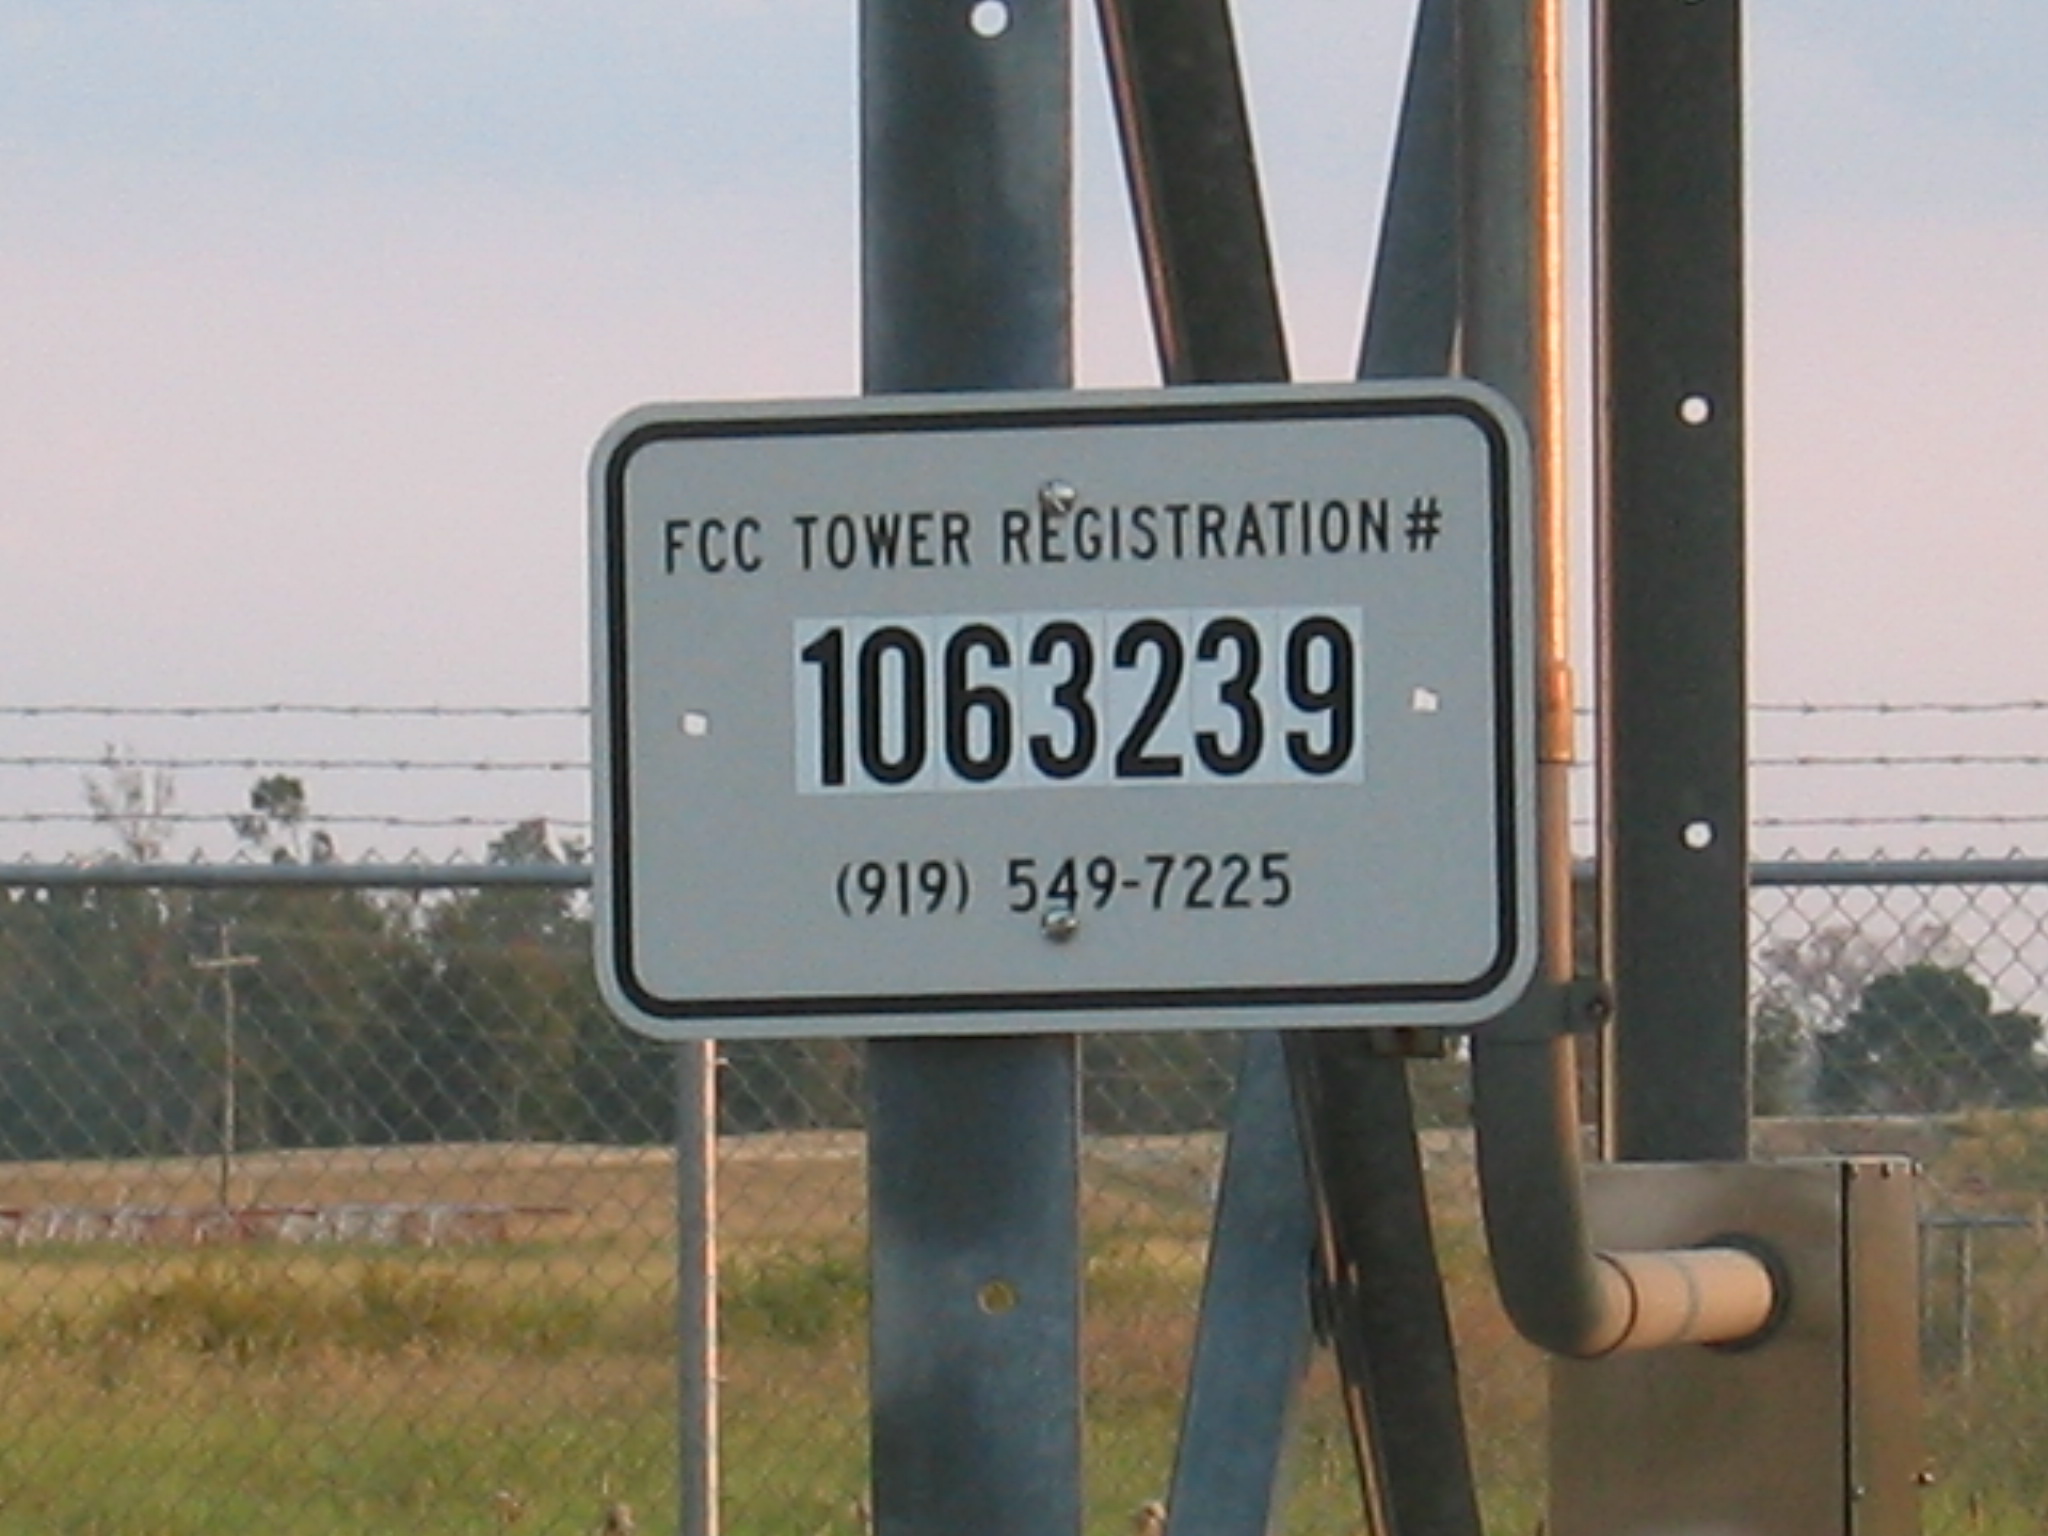 FCC TOWER REGISTRATION #
1063239
(919) 549-7225